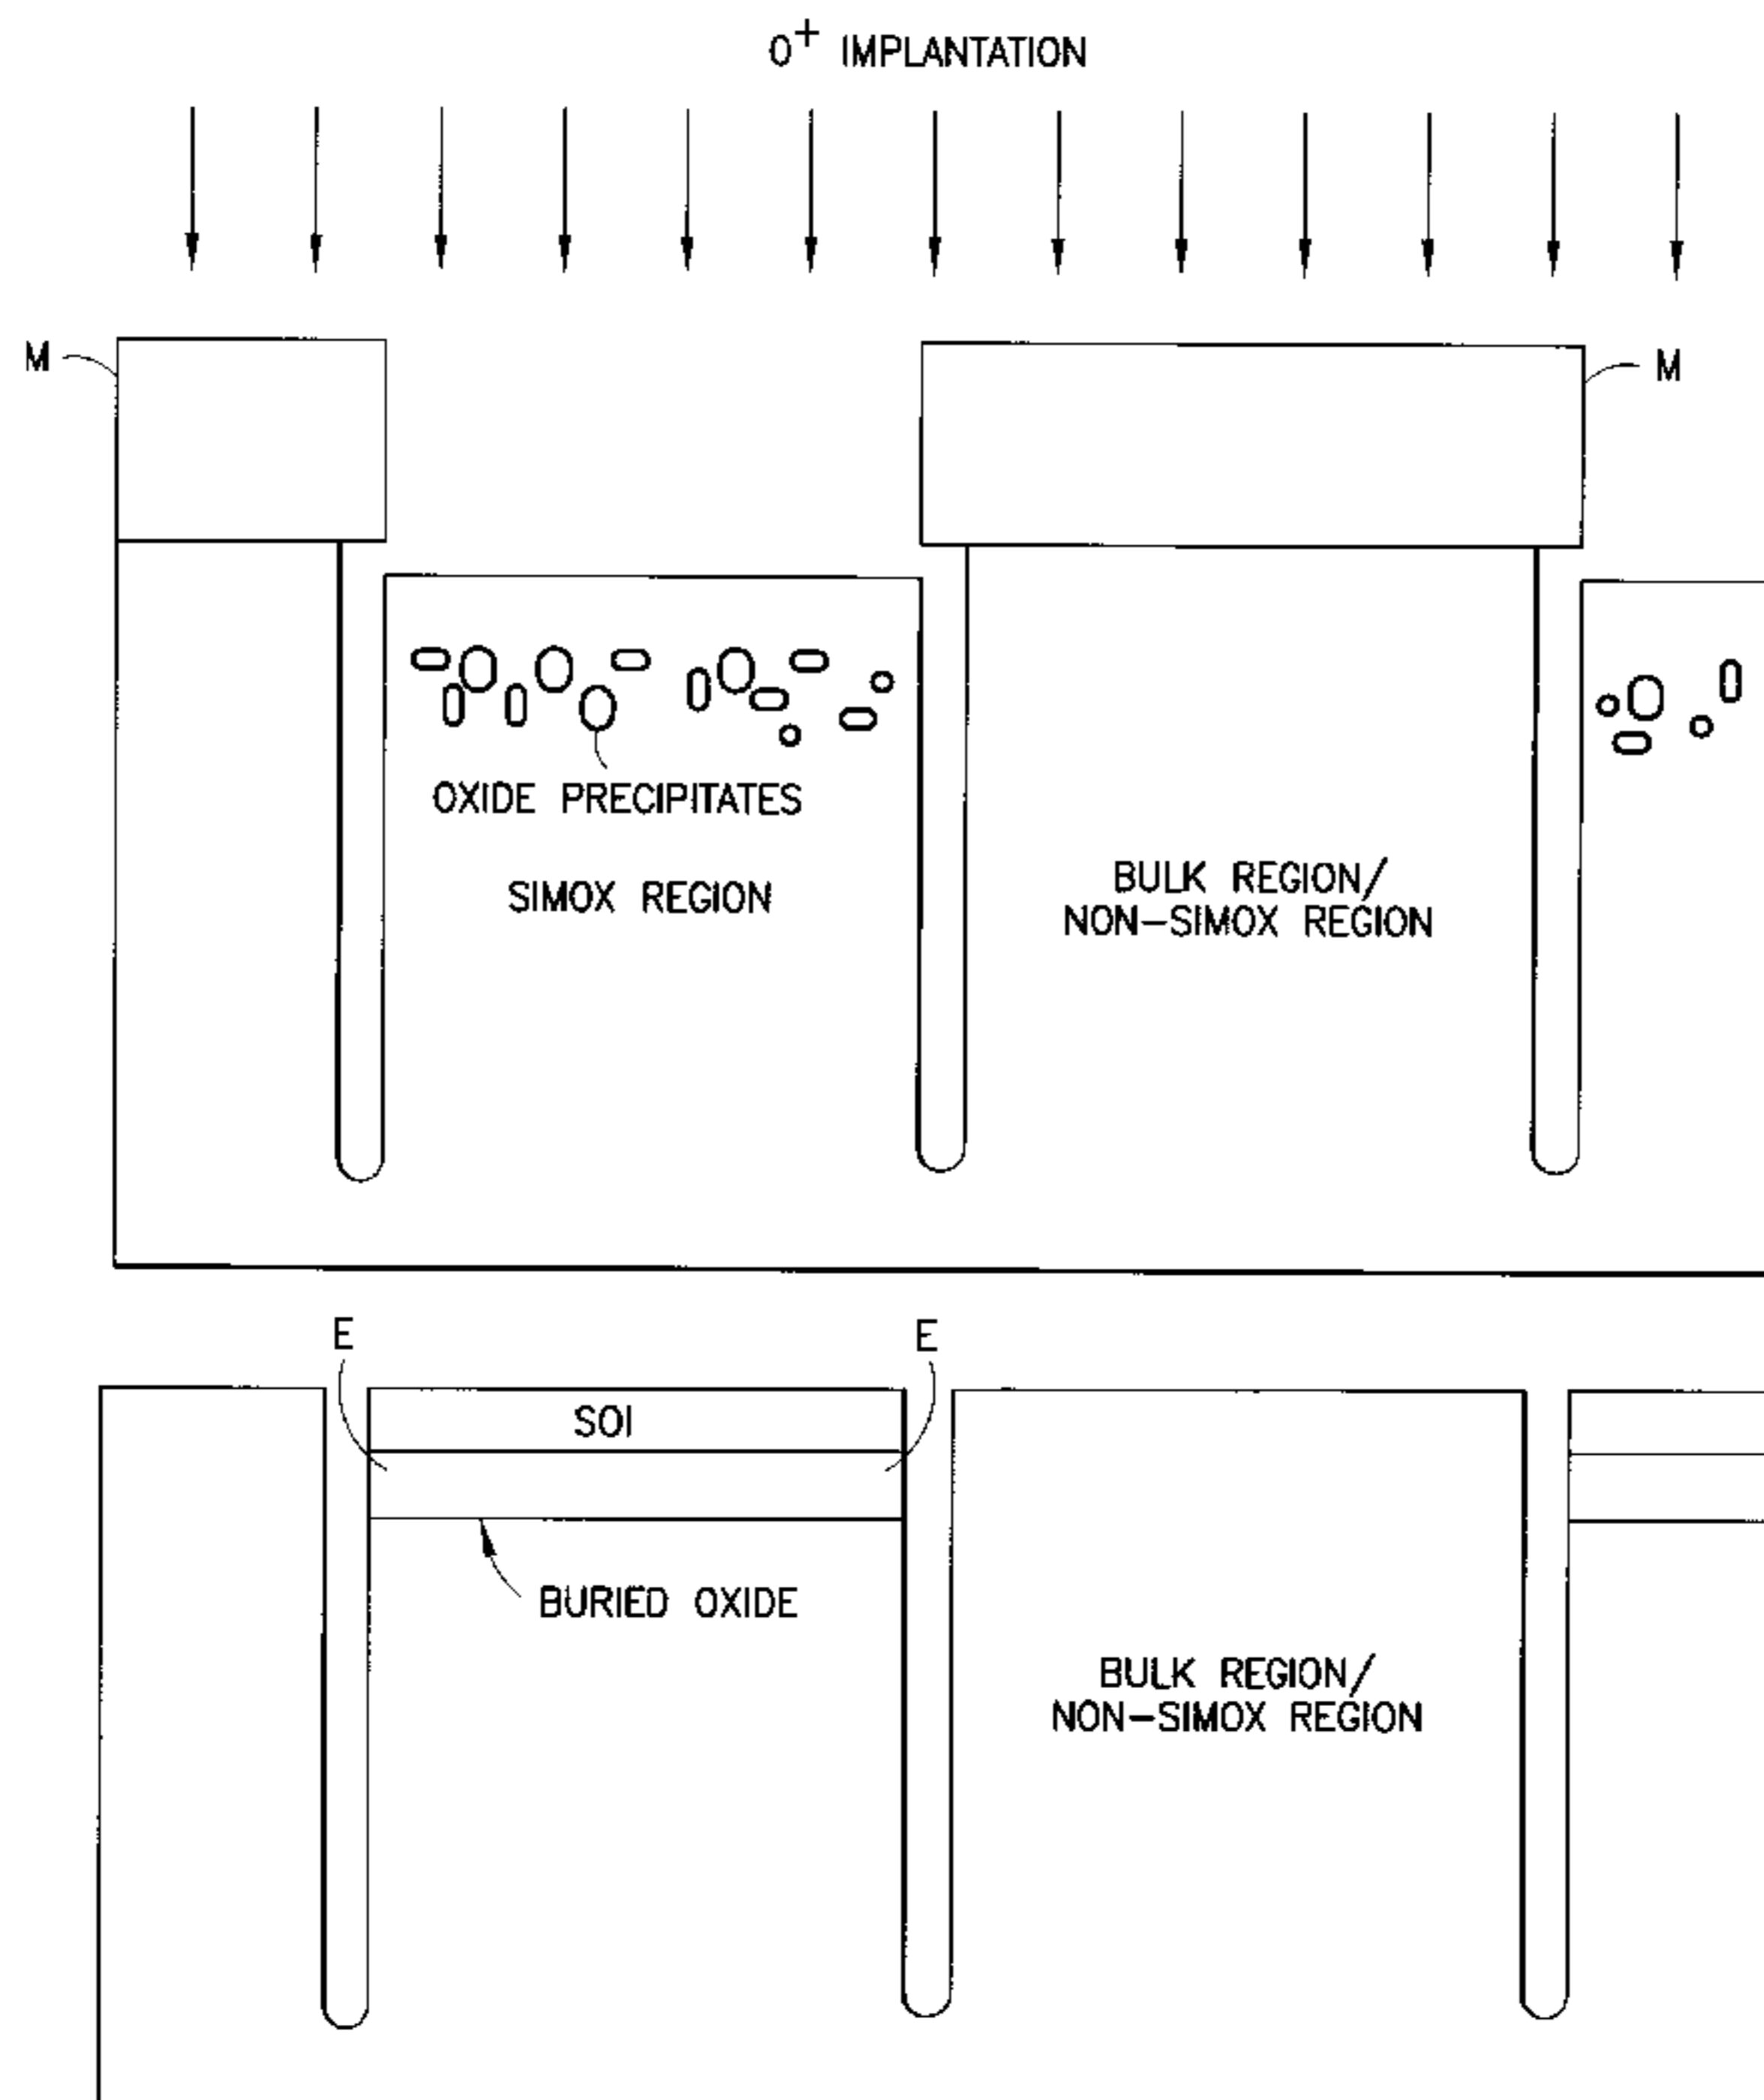 O+ IMPLANTATION
M
M
OXIDE PRECIPITATES
SIMOX REGION
BULK REGION/
NON-SIMOX REGION
E
E
SOI
BURIED OXIDE
BULK REGION/
NON-SIMOX REGION